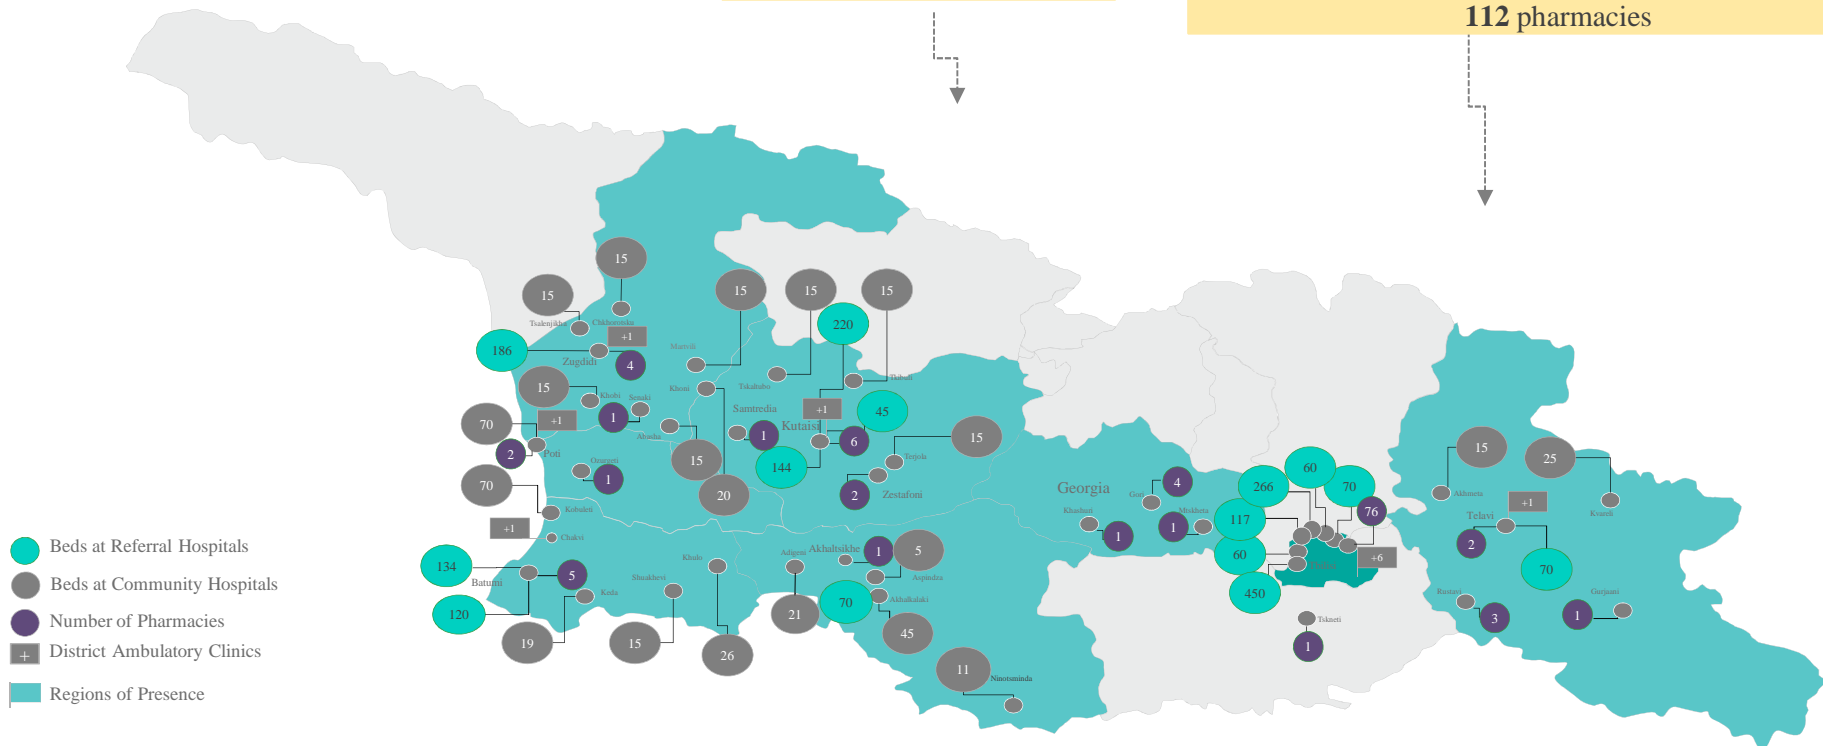 112 pharmacies
15
15
Tsalenjikha
Chkhorotsku
+1
186
Zugdidi
4
15
Khobi
Senaki
1
+1
70
2
Poti
Ozurgeti
1
70
Kobuleti
+1
Chakvi
134
Batumi
5
120
Keda
19
Shuakhevi
15
Khulo
26
15
Martvili
Khoni
Abasha
15
20
15
Tskaltubo
220
15
Tkibuli
+1
45
Samtredia
1
Kutaisi
6
144
15
Terjola
2
Zestafoni
Adigeni
21
Akhaltsikhe
1
5
Aspindza
70
Akhalkalaki
45
11
Ninotsminda
Georgia
Gori
4
Khashuri
1
Mtskheta
1
266
60
70
117
76
60
+6
450
Tskneti
1
15
Akhmeta
25
Kvareli
+1
Telavi
2
70
Rustavi
3
Gurjaani
1
Beds at Referral Hospitals
Beds at Community Hospitals
Number of Pharmacies
+
District Ambulatory Clinics
Regions of Presence